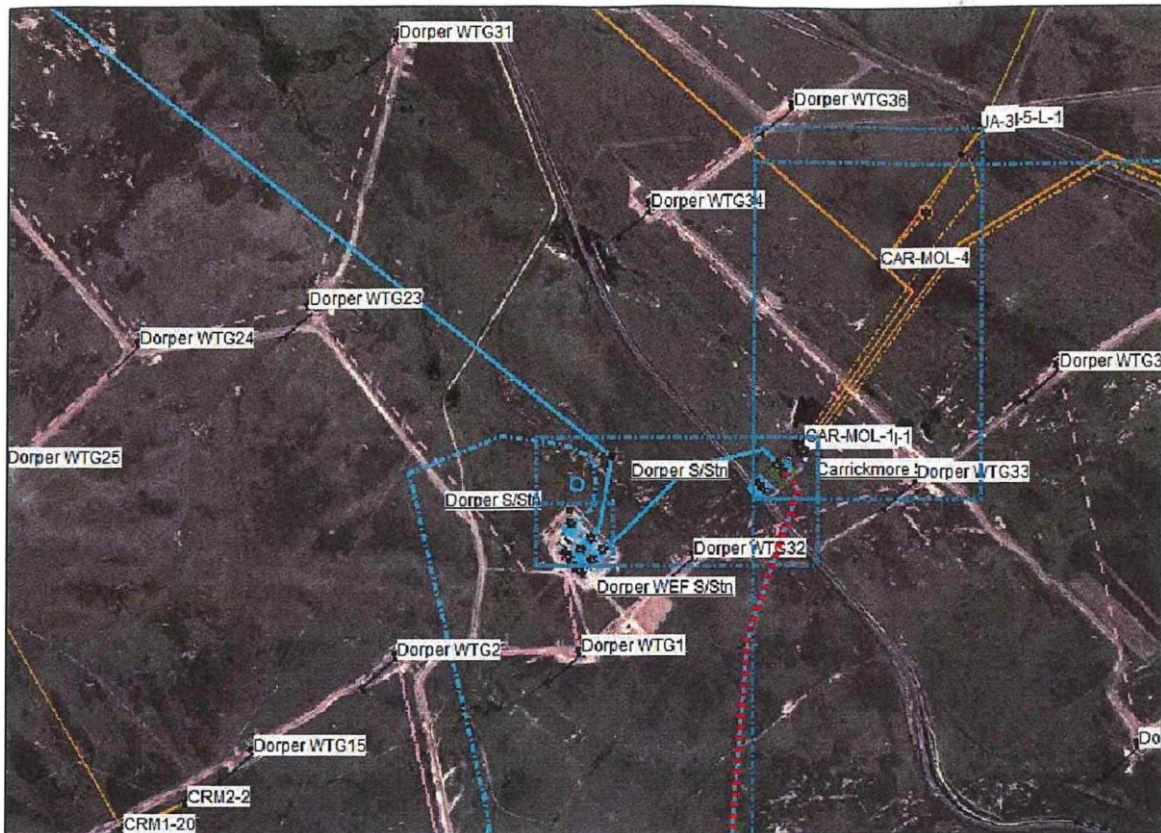 Dorper WTG31
Dorper WTG36
JA-3
-5-L-1
Dorper WTG34
CAR-MOL-4
Dorper WTG23
Dorper WTG24
Dorper WTG3
CAR-MOL-1
-1
Dorper WTG25
Dorper S/Stn
Carrickmore
Dorper WTG33
Dorper S/Stn
Dorper WTG32
Dorper WEF S/Stn
Dorper WTG2
Dorper WTG1
Dorper WTG15
Do
CRM2-2
CRM1-20